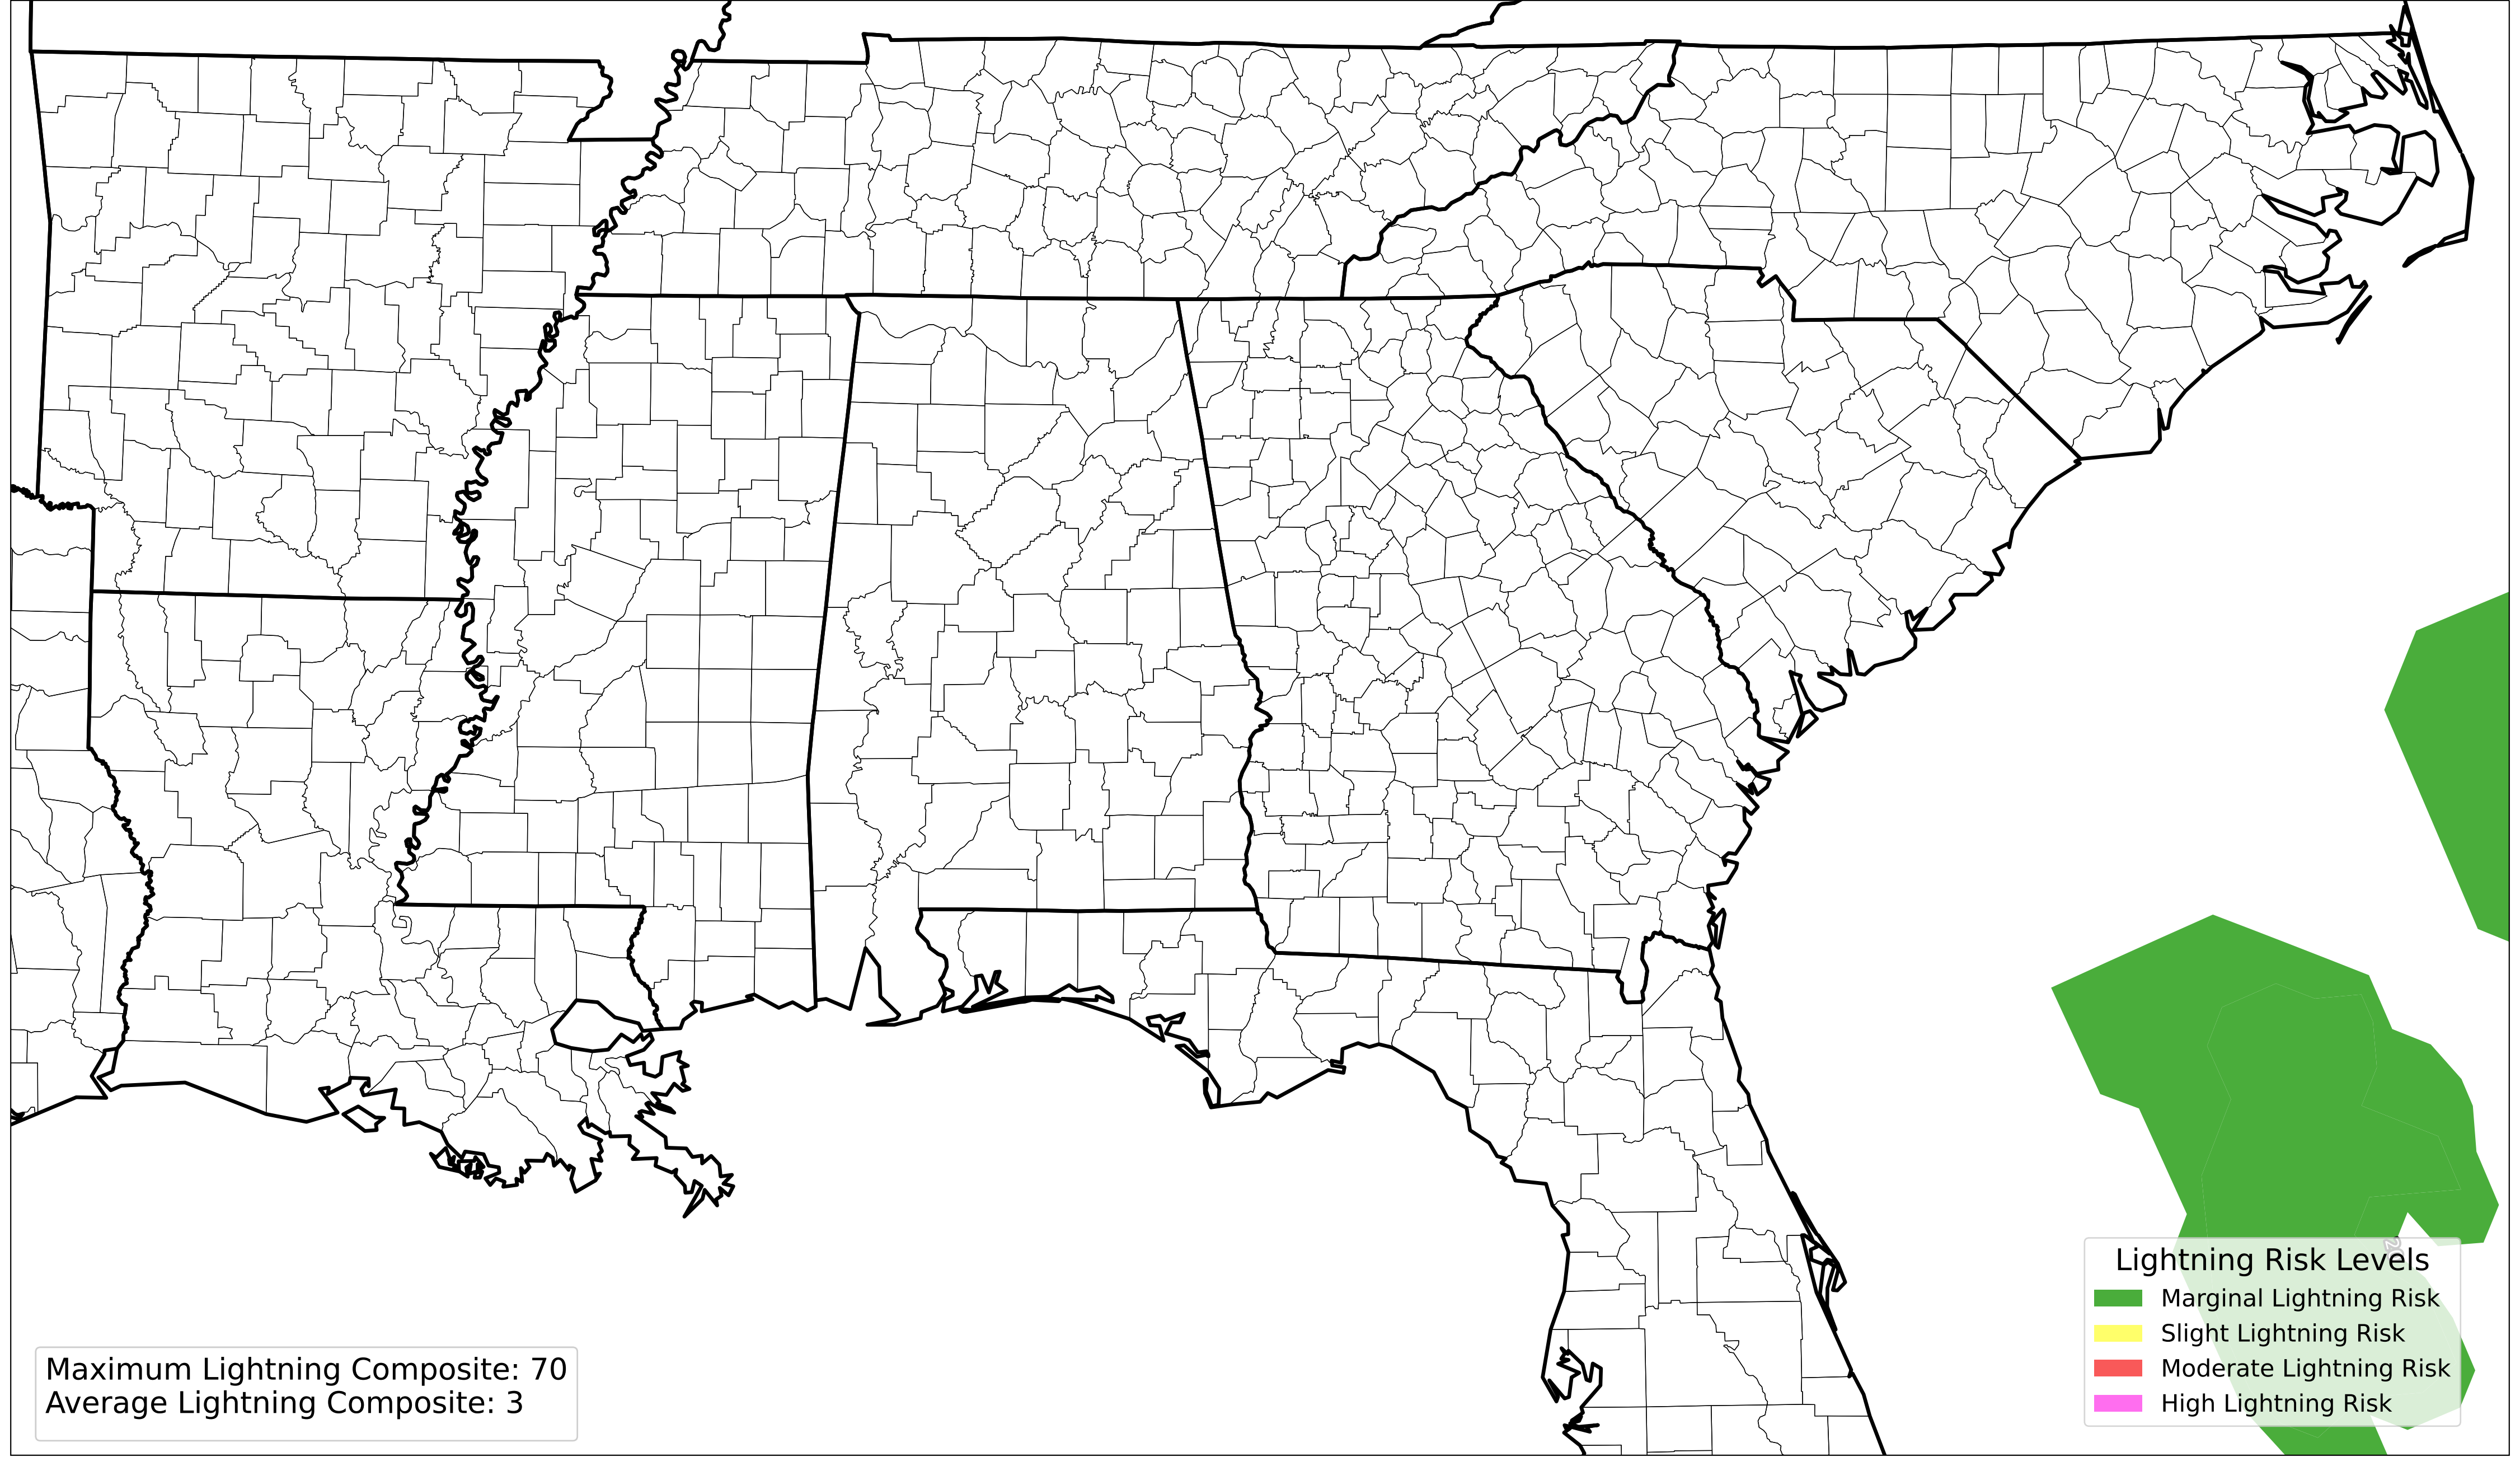 Lightning Risk Levels
Marginal Lightning Risk
Slight Lightning Risk
Moderate Lightning Risk
High Lightning Risk
Maximum Lightning Composite: 70
Average Lightning Composite: 3